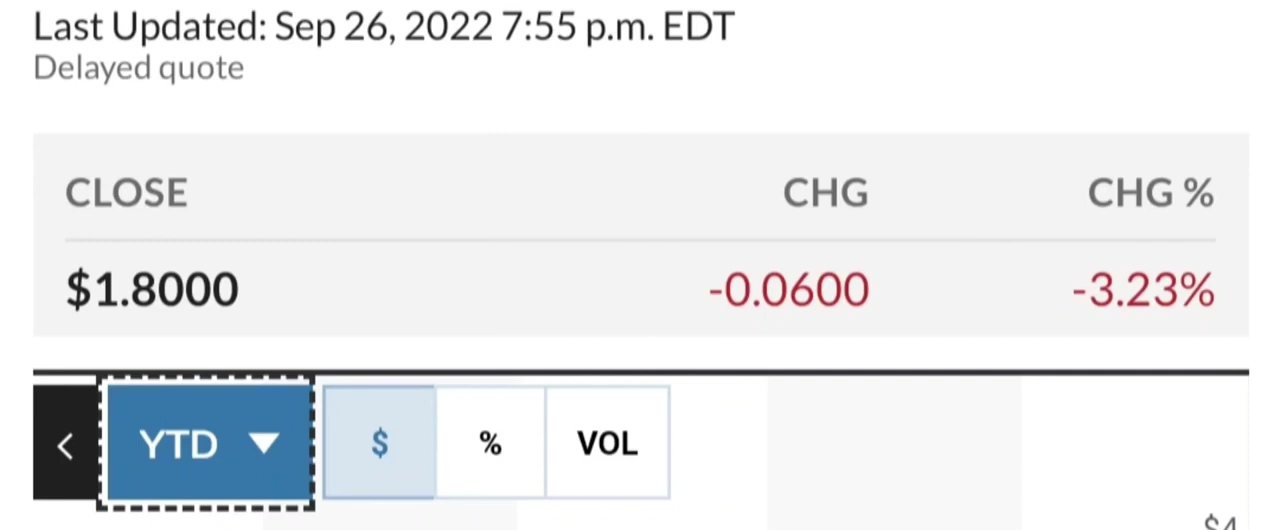 Last Updated: Sep 26, 2022 7:55 p.m. EDT
Delayed quote
CLOSE CHG CHG %
$1.8000 -0.0600 -3.23%
YTD $ % VOL
$4